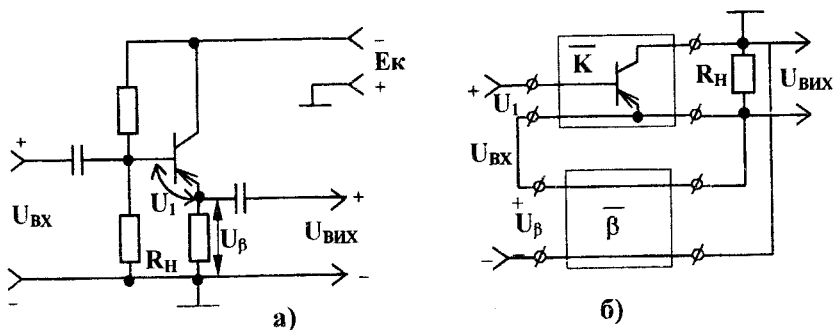 −
Eк
+
+
U₁
UВХ
Uβ
UВИХ
+
RН
−
−
а)
K̅
RН
UВИХ
+
U₁
UВХ
+
Uβ
β̅
−
−
б)